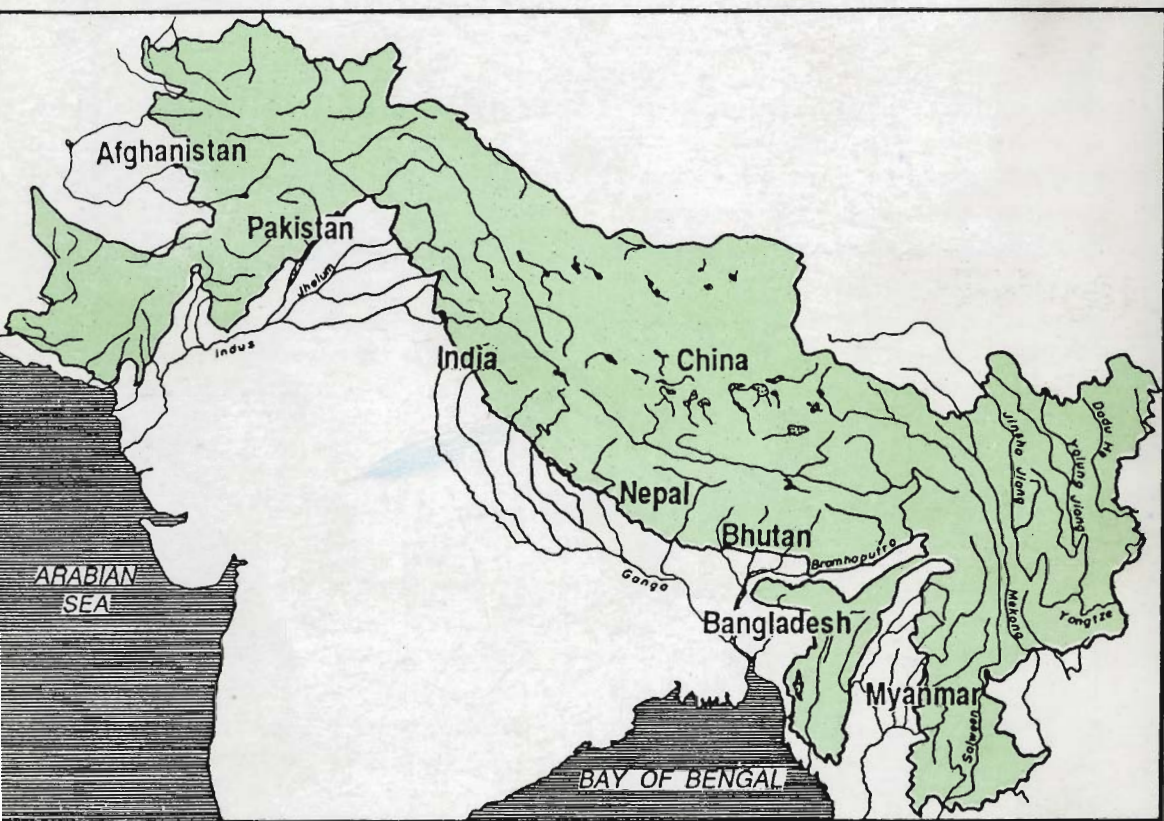 Afghanistan
Pakistan
Jhelum
Indus
India
China
Jinsha Jiang
Yalung Jiang
Dadu He
Nepal
Bhutan
Bramhaputra
Ganga
ARABIAN
SEA
Bangladesh
Mekong
Yangtze
Myanmar
Salween
BAY OF BENGAL